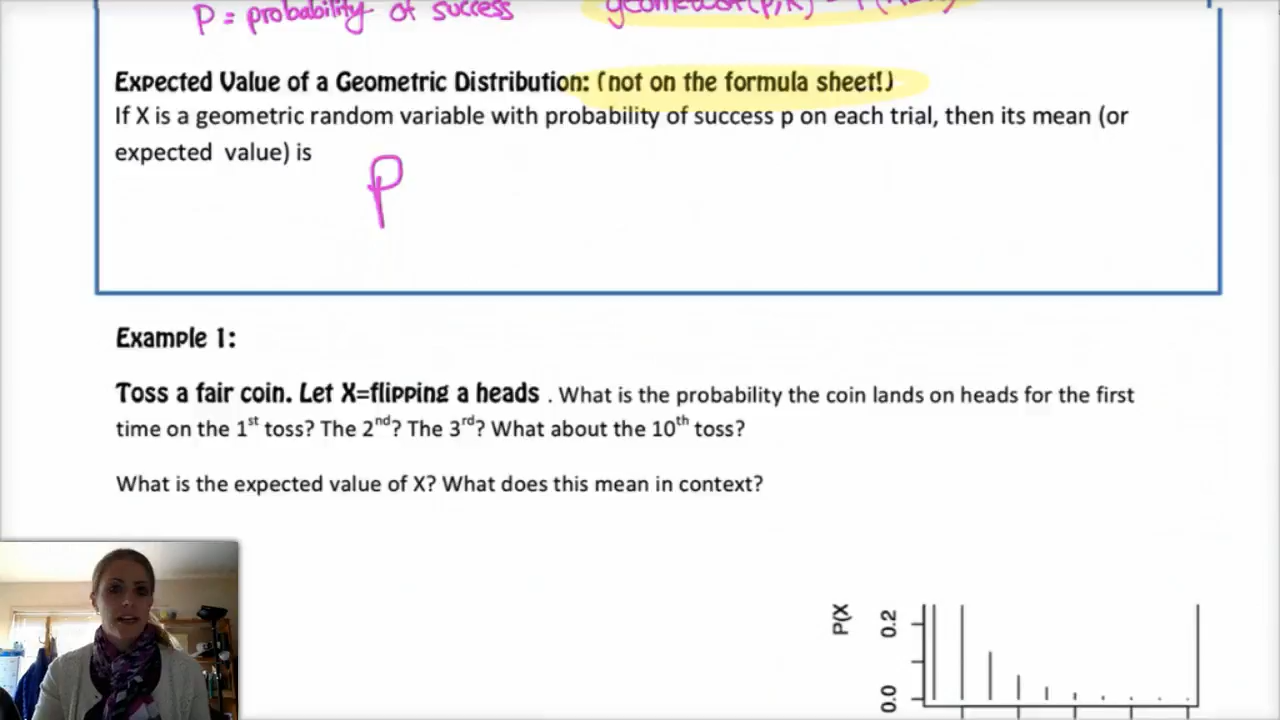 P = probability of success
Expected Value of a Geometric Distribution: (not on the formula sheet!)
If X is a geometric random variable with probability of success p on each trial, then its mean (or
expected value) is
P
Example 1:
Toss a fair coin. Let X=flipping a heads . What is the probability the coin lands on heads for the first
time on the 1st toss? The 2nd? The 3rd? What about the 10th toss?
What is the expected value of X? What does this mean in context?
P(X
0.2
0.0